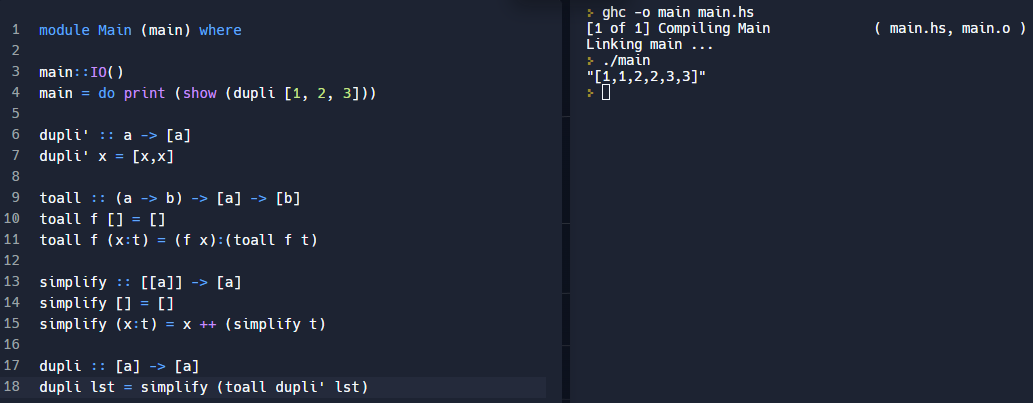 1 module Main (main) where
2
3 main::IO()
4 main = do print (show (dupli [1, 2, 3]))
5
6 dupli' :: a -> [a]
7 dupli' x = [x,x]
8
9 toall :: (a -> b) -> [a] -> [b]
10 toall f [] = []
11 toall f (x:t) = (f x):(toall f t)
12
13 simplify :: [[a]] -> [a]
14 simplify [] = []
15 simplify (x:t) = x ++ (simplify t)
16
17 dupli :: [a] -> [a]
18 dupli lst = simplify (toall dupli' lst)
ghc -o main main.hs
[1 of 1] Compiling Main ( main.hs, main.o )
Linking main ...
./main
"[1,1,2,2,3,3]"